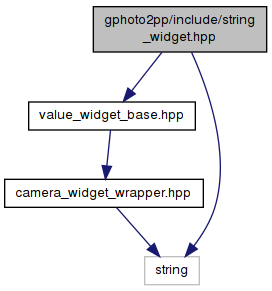 gphoto2pp/include/string
_widget.hpp
value_widget_base.hpp
camera_widget_wrapper.hpp
string